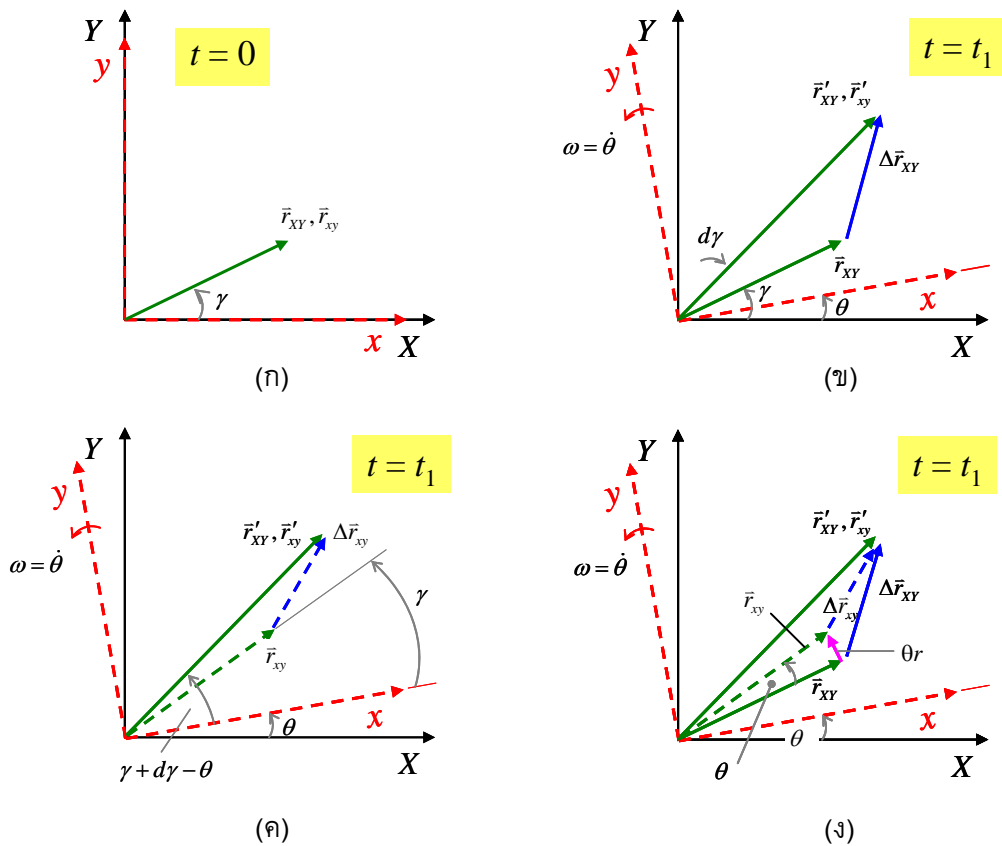 Y
y
t = 0
r⃗_XY, r⃗_xy
γ
x
X
(ก)
Y
y
t = t₁
ω = θ̇
r⃗′_XY, r⃗′_xy
Δr⃗_XY
dγ
r⃗_XY
γ
θ
x
X
(ข)
Y
y
t = t₁
ω = θ̇
r⃗′_XY, r⃗′_xy
Δr⃗_xy
γ
r⃗_xy
x
θ
γ + dγ − θ
X
(ค)
Y
y
t = t₁
ω = θ̇
r⃗′_XY, r⃗′_xy
Δr⃗_XY
r⃗_xy
Δr⃗_xy
θr
r⃗_XY
x
θ
θ
X
(ง)